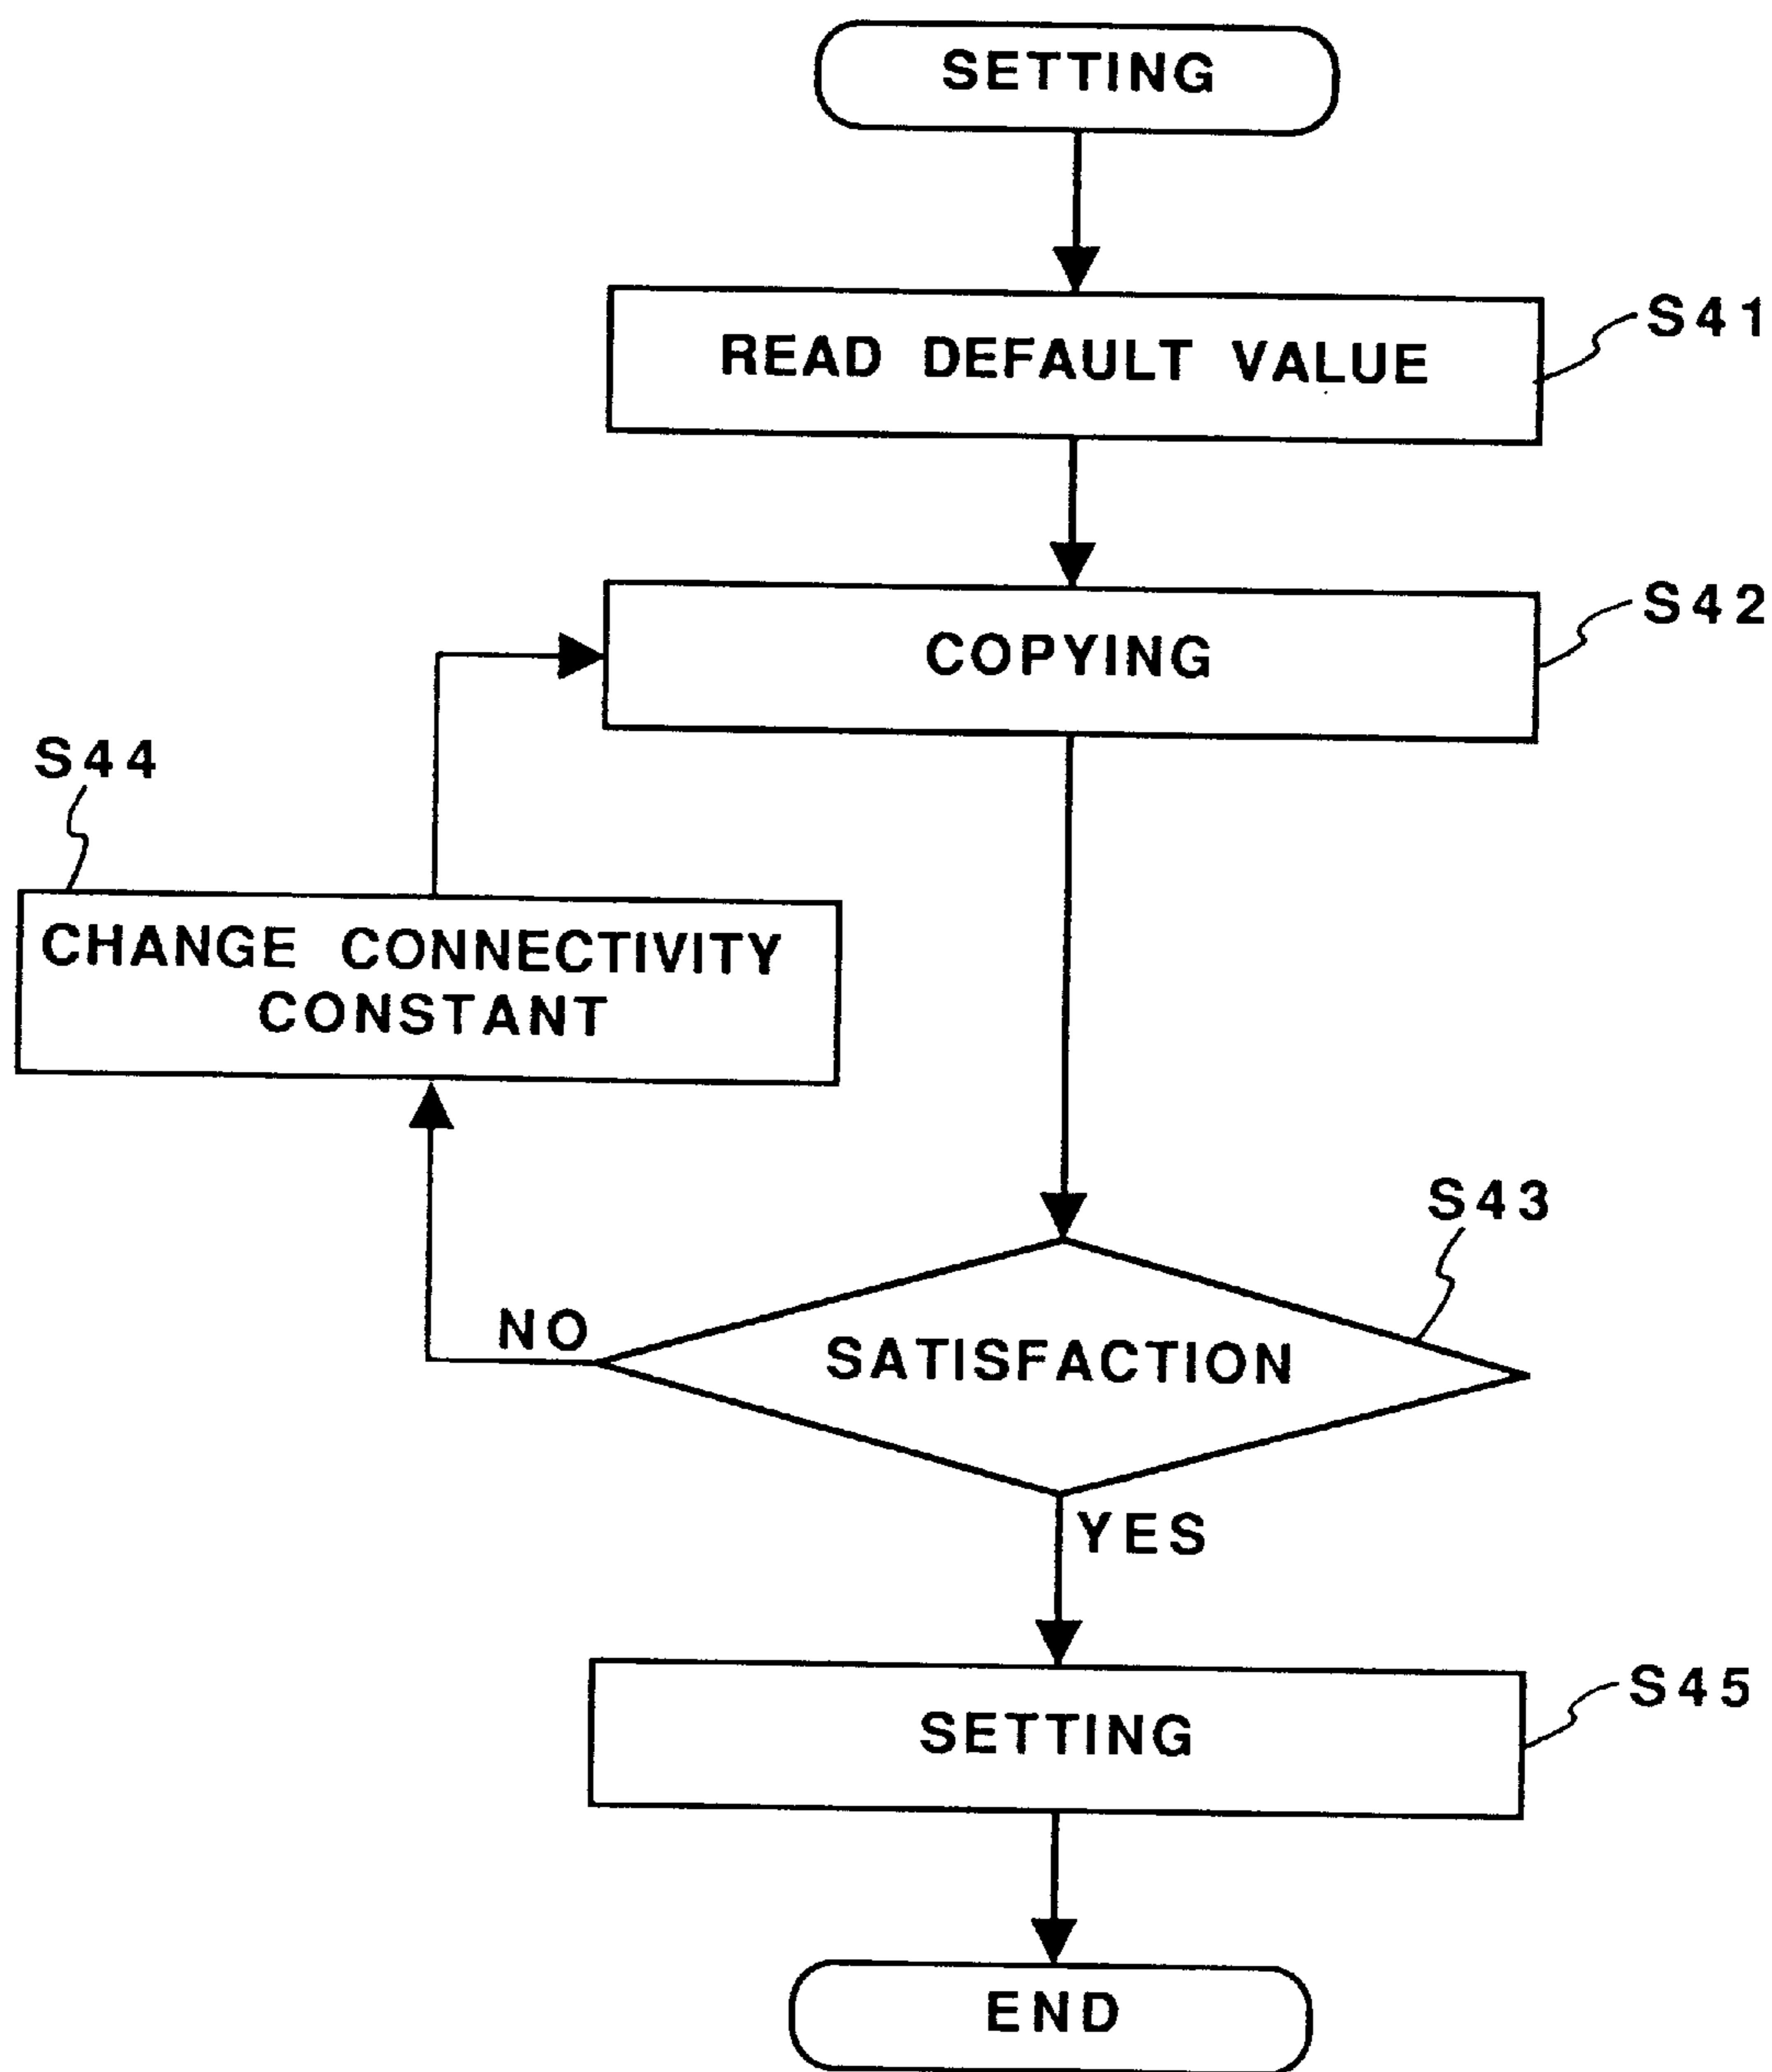 SETTING
READ DEFAULT VALUE
S41
COPYING
S42
S44
CHANGE CONNECTIVITY
CONSTANT
S43
NO
SATISFACTION
YES
SETTING
S45
END